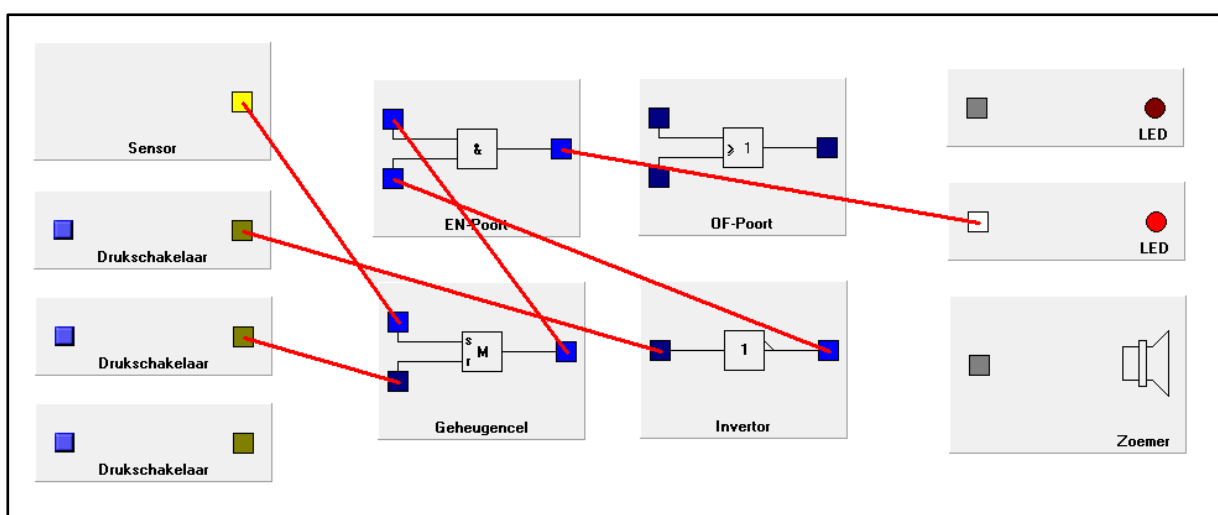 Sensor
Drukschakelaar
Drukschakelaar
Drukschakelaar
&
EN-Poort
≥ 1
OF-Poort
s
r
M
Geheugencel
1
Invertor
LED
LED
Zoemer